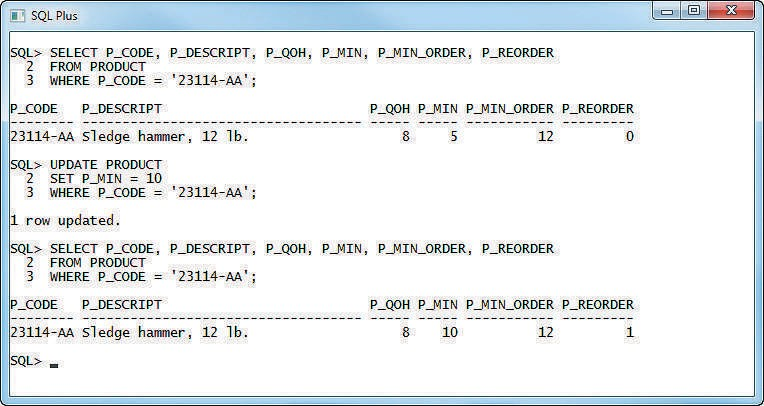 SQL Plus
SQL> SELECT P_CODE, P_DESCRIPT, P_QOH, P_MIN, P_MIN_ORDER, P_REORDER
  2  FROM PRODUCT
  3  WHERE P_CODE = '23114-AA';
P_CODE   P_DESCRIPT                          P_QOH P_MIN P_MIN_ORDER P_REORDER
-------- ----------------------------------- ----- ----- ----------- ---------
23114-AA Sledge hammer, 12 lb.                   8     5          12         0
SQL> UPDATE PRODUCT
  2  SET P_MIN = 10
  3  WHERE P_CODE = '23114-AA';
1 row updated.
SQL> SELECT P_CODE, P_DESCRIPT, P_QOH, P_MIN, P_MIN_ORDER, P_REORDER
  2  FROM PRODUCT
  3  WHERE P_CODE = '23114-AA';
P_CODE   P_DESCRIPT                          P_QOH P_MIN P_MIN_ORDER P_REORDER
-------- ----------------------------------- ----- ----- ----------- ---------
23114-AA Sledge hammer, 12 lb.                   8    10          12         1
SQL> _